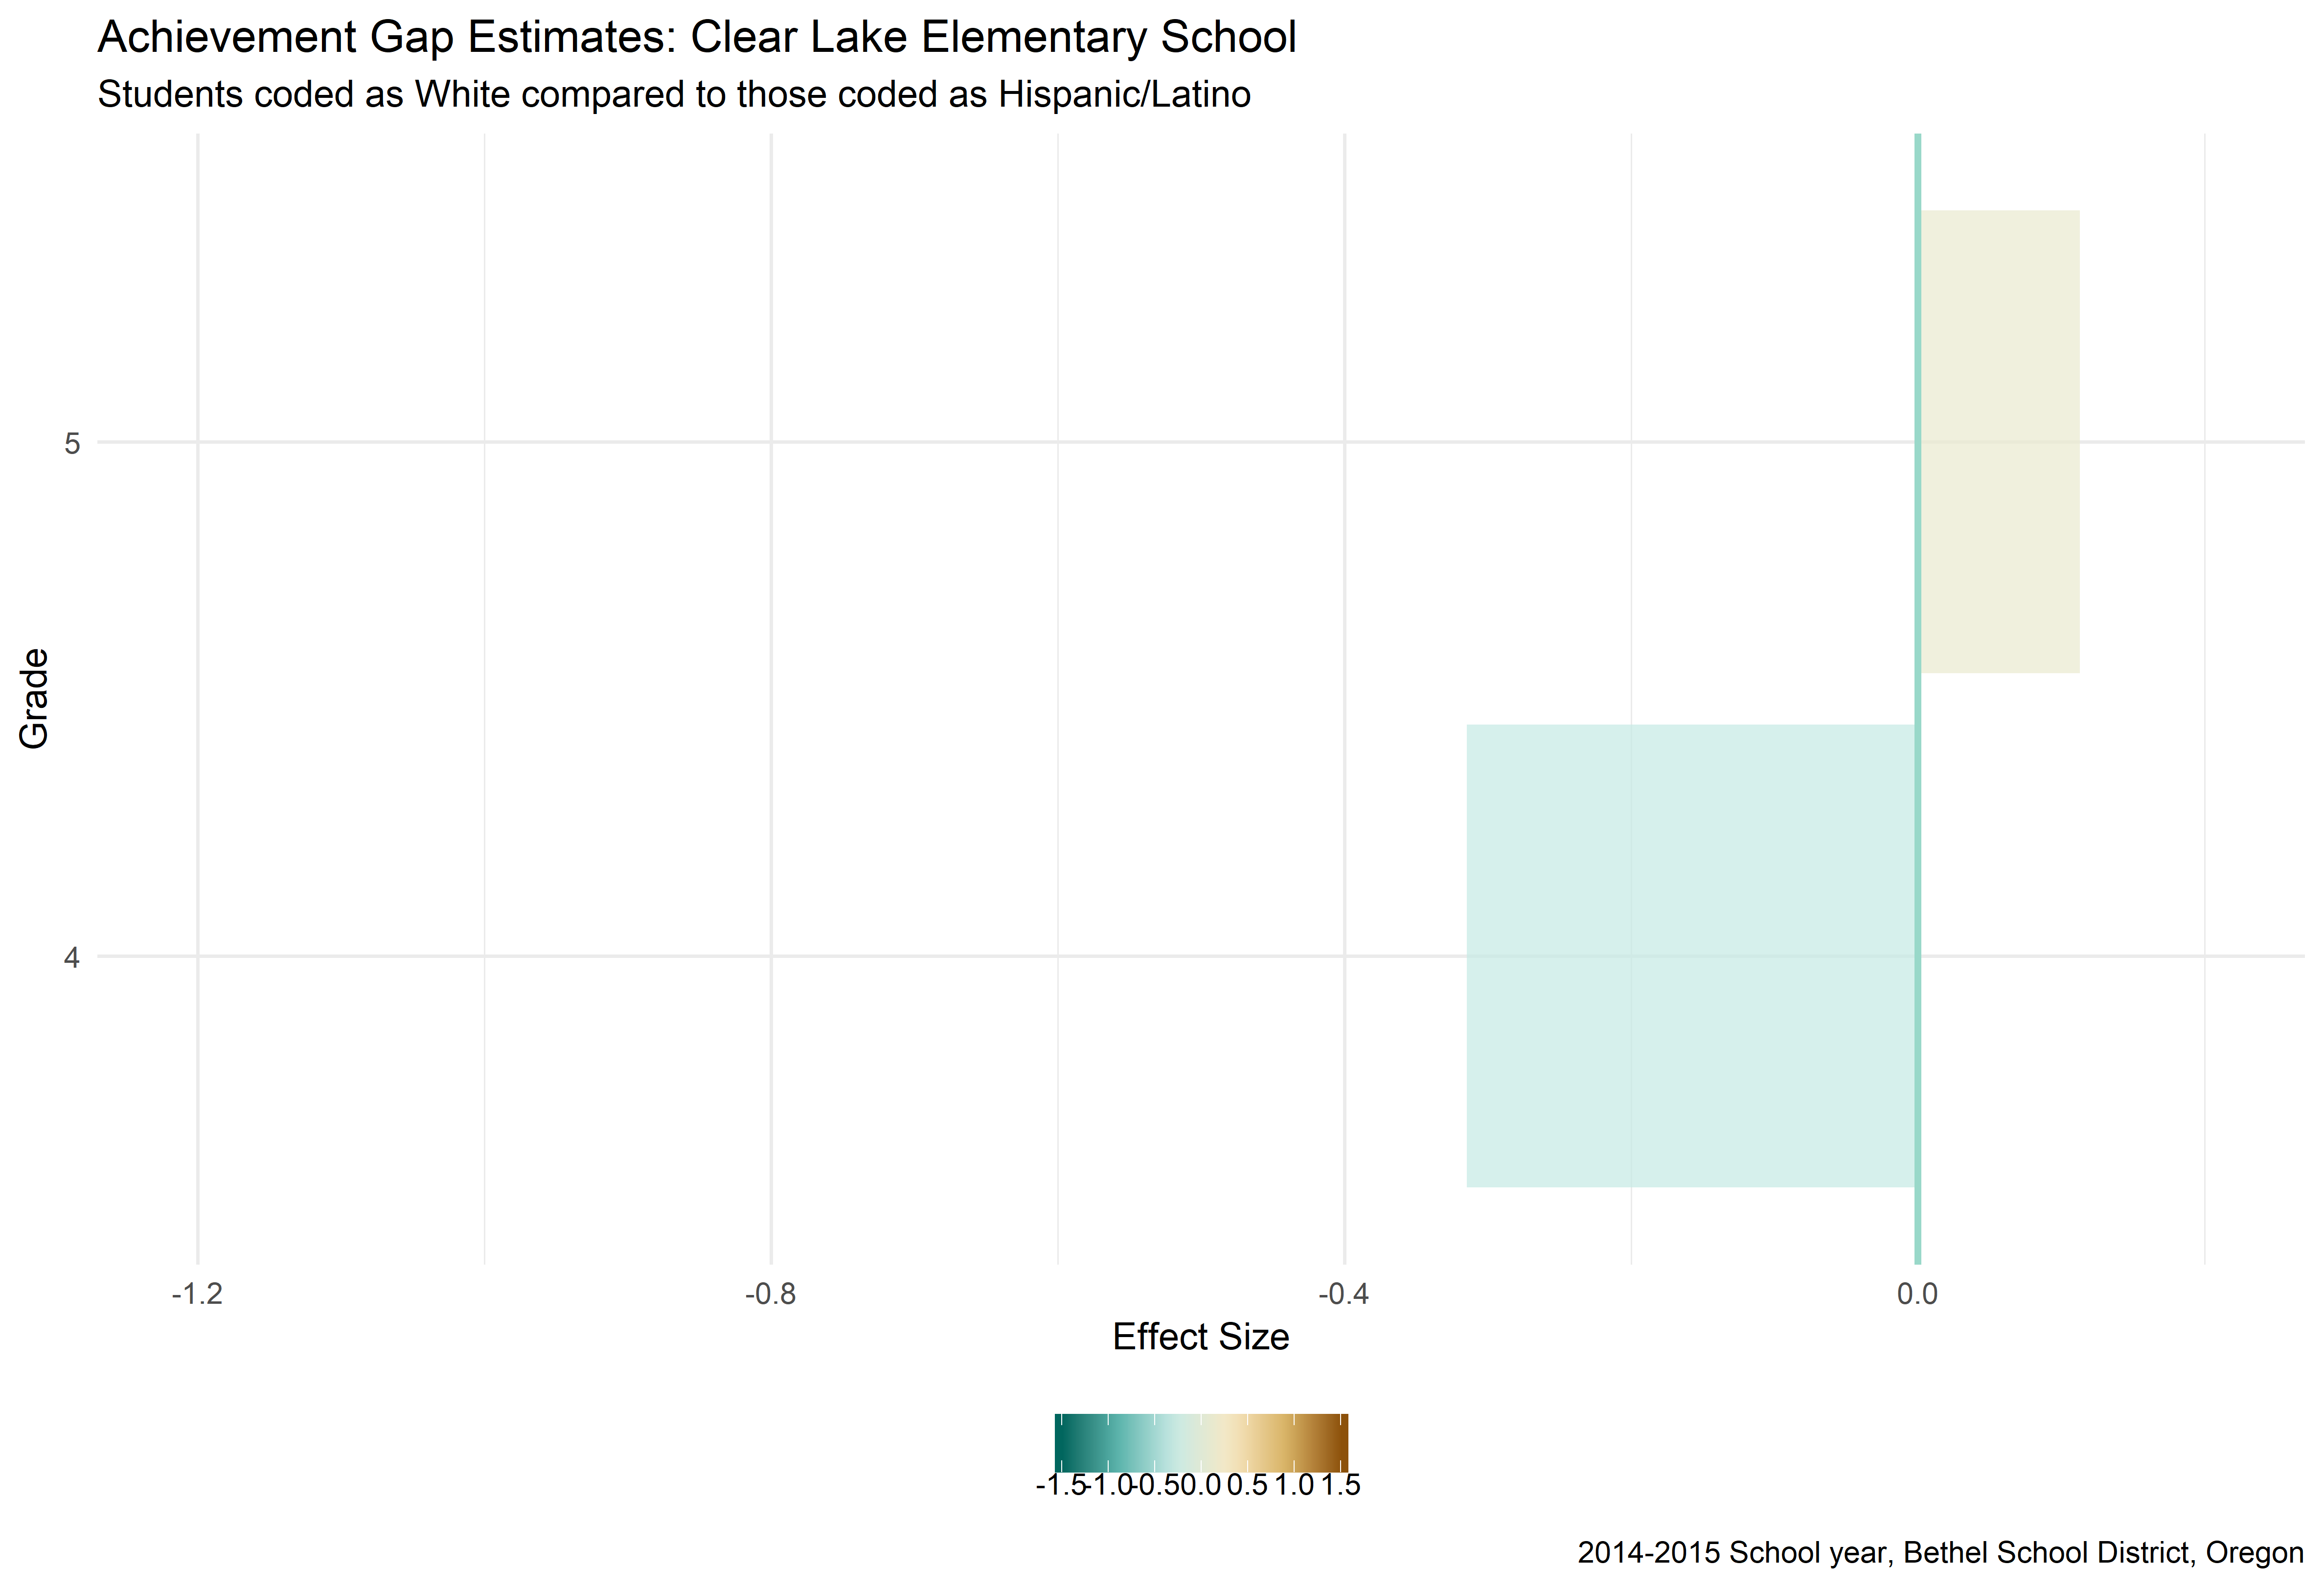 Achievement Gap Estimates: Clear Lake Elementary School
Students coded as White compared to those coded as Hispanic/Latino
Grade
5
4
-1.2 -0.8 -0.4 0.0
Effect Size
-1.5 -1.0 -0.5 0.0 0.5 1.0 1.5
2014-2015 School year, Bethel School District, Oregon